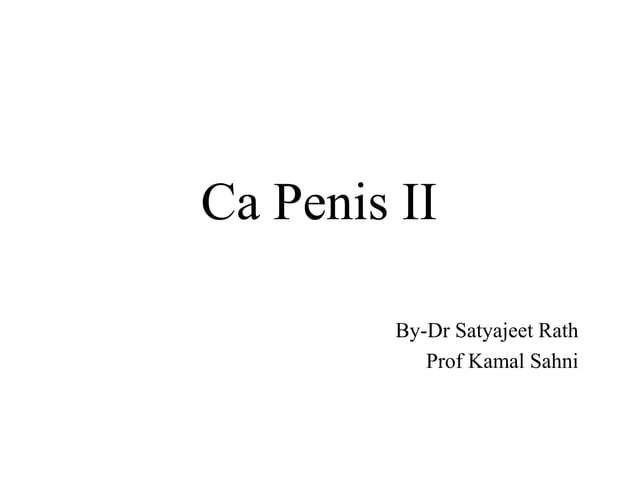 Ca Penis II
By-Dr Satyajeet Rath
Prof Kamal Sahni